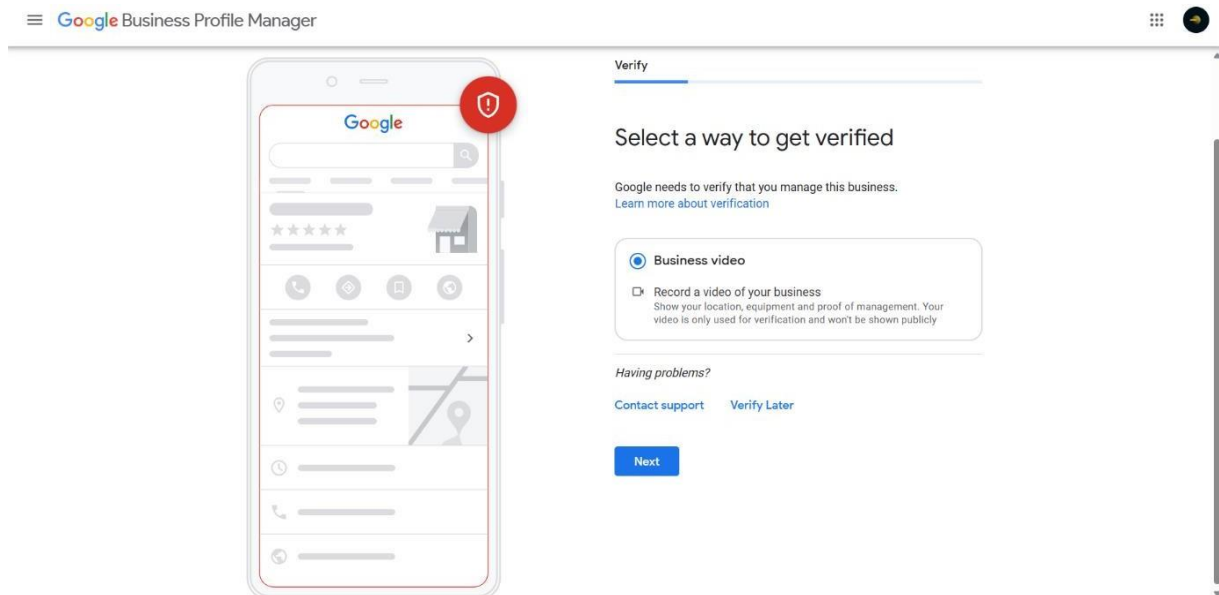 Google Business Profile Manager
Google
Verify
Select a way to get verified
Google needs to verify that you manage this business.
Learn more about verification
Business video
Record a video of your business
Show your location, equipment and proof of management. Your
video is only used for verification and won't be shown publicly
Having problems?
Contact support Verify Later
Next